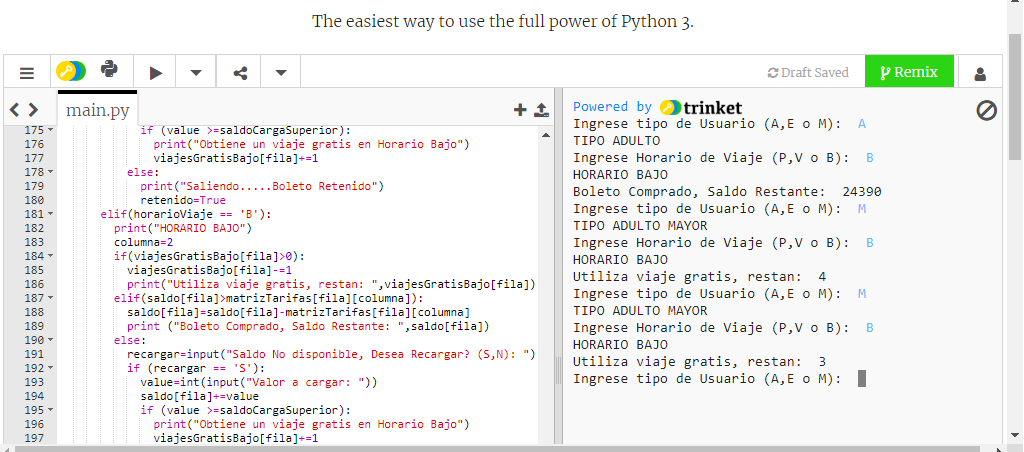 The easiest way to use the full power of Python 3.
Draft Saved
Remix
main.py
175 if (value >=saldoCargaSuperior):
176 print("Obtiene un viaje gratis en Horario Bajo")
177 viajesGratisBajo[fila]+=1
178 else:
179 print("Saliendo.....Boleto Retenido")
180 retenido=True
181 elif(horarioViaje == 'B'):
182 print("HORARIO BAJO")
183 columna=2
184 if(viajesGratisBajo[fila]>0):
185 viajesGratisBajo[fila]-=1
186 print("Utiliza viaje gratis, restan: ",viajesGratisBajo[fila])
187 elif(saldo[fila]>matrizTarifas[fila][columna]):
188 saldo[fila]=saldo[fila]-matrizTarifas[fila][columna]
189 print ("Boleto Comprado, Saldo Restante: ",saldo[fila])
190 else:
191 recargar=input("Saldo No disponible, Desea Recargar? (S,N): ")
192 if (recargar == 'S'):
193 value=int(input("Valor a cargar: "))
194 saldo[fila]+=value
195 if (value >=saldoCargaSuperior):
196 print("Obtiene un viaje gratis en Horario Bajo")
197 viajesGratisBajo[fila]+=1
Powered by trinket
Ingrese tipo de Usuario (A,E o M): A
TIPO ADULTO
Ingrese Horario de Viaje (P,V o B): B
HORARIO BAJO
Boleto Comprado, Saldo Restante: 24390
Ingrese tipo de Usuario (A,E o M): M
TIPO ADULTO MAYOR
Ingrese Horario de Viaje (P,V o B): B
HORARIO BAJO
Utiliza viaje gratis, restan: 4
Ingrese tipo de Usuario (A,E o M): M
TIPO ADULTO MAYOR
Ingrese Horario de Viaje (P,V o B): B
HORARIO BAJO
Utiliza viaje gratis, restan: 3
Ingrese tipo de Usuario (A,E o M):